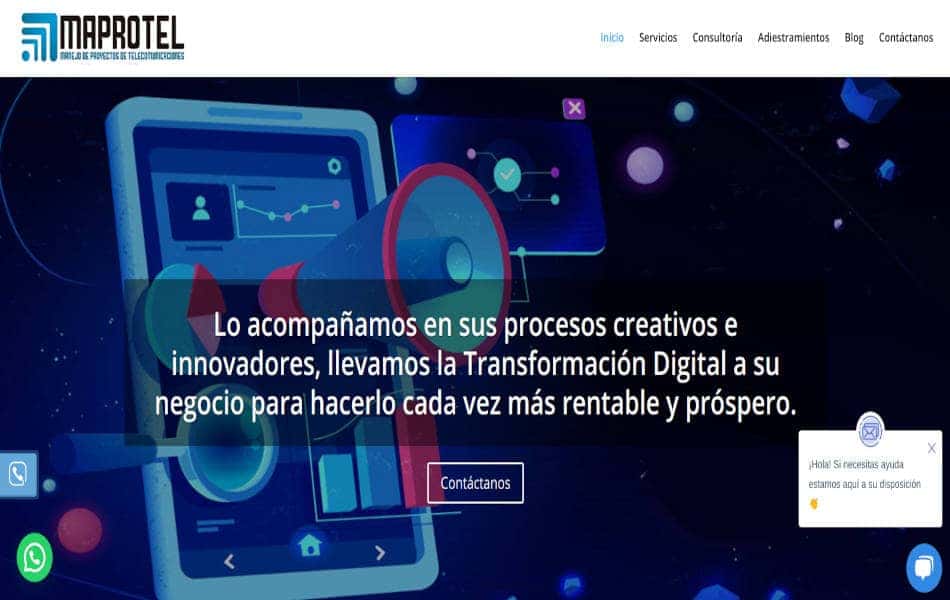 MAPROTEL
MANEJO DE PROYECTOS DE TELECOMUNICACIONES
Inicio Servicios Consultoría Adiestramientos Blog Contáctanos
Lo acompañamos en sus procesos creativos e
innovadores, llevamos la Transformación Digital a su
negocio para hacerlo cada vez más rentable y próspero.
Contáctanos
X
¡Hola! Si necesitas ayuda
estamos aquí a su disposición